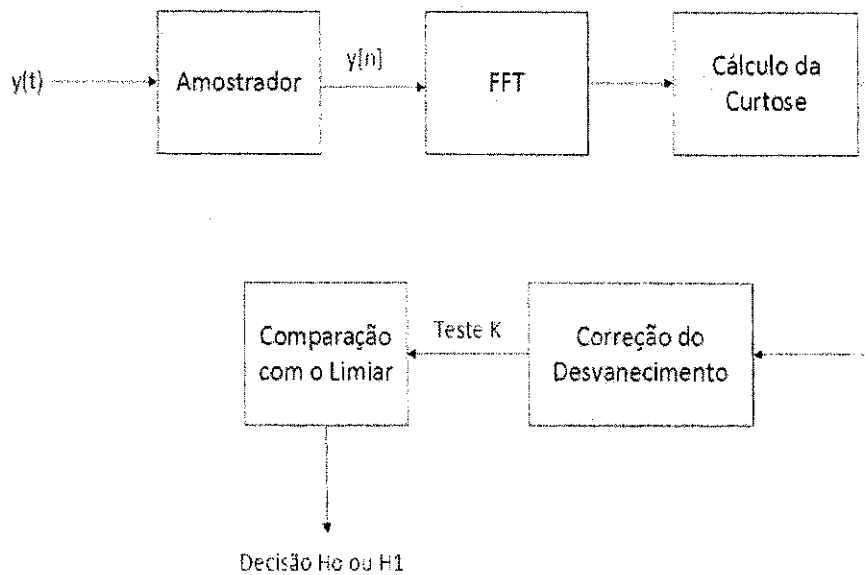 y(t)
Amostrador
y[n]
FFT
Cálculo da
Curtose
Comparação
com o Limiar
Teste K
Correção do
Desvanecimento
Decisão Ho ou H1